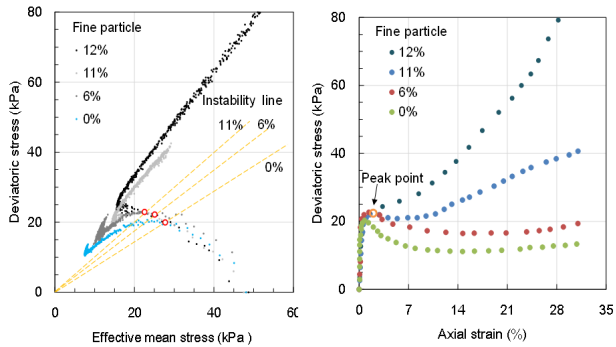 80
60
40
20
0
Deviatoric stress (kPa)
Fine particle
12%
11%
6%
0%
Instability line
11% 6%
0%
0 20 40 60
Effective mean stress (kPa )
80
60
40
20
0
Deviatoric stress (kPa)
Fine particle
12%
11%
6%
0%
Peak point
0 7 14 21 28 35
Axial strain (%)